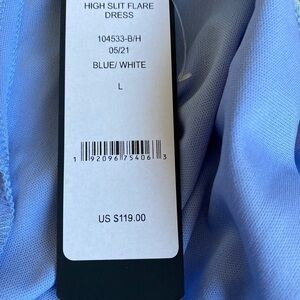 HIGH SLIT FLARE
DRESS
104533-B/H
05/21
BLUE/ WHITE
L
1 92096 75406 3
US $119.00